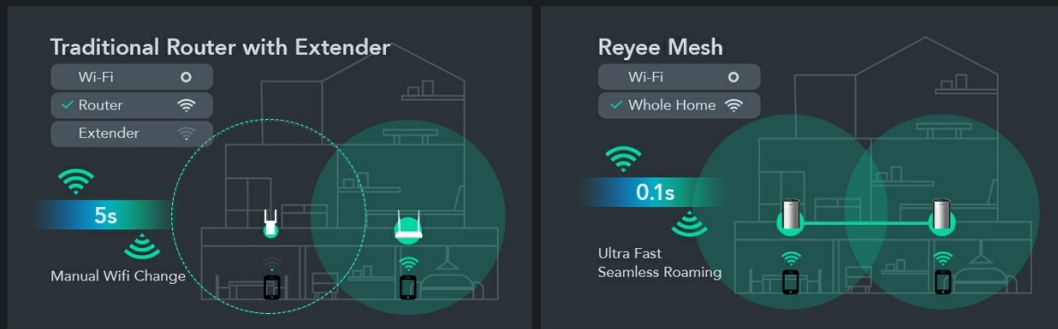 Traditional Router with Extender
Wi-Fi
Router
Extender
5s
Manual Wifi Change
Reyee Mesh
Wi-Fi
Whole Home
0.1s
Ultra Fast
Seamless Roaming